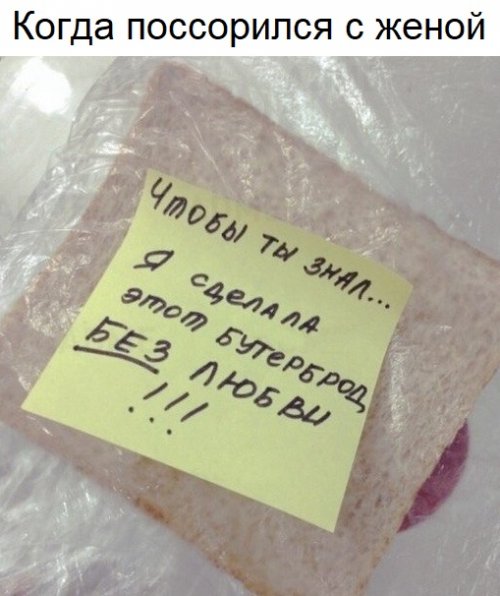 Когда поссорился с женой
Чтобы ты знал...
Я сделала
этот бутерброд
БЕЗ любви
!!!